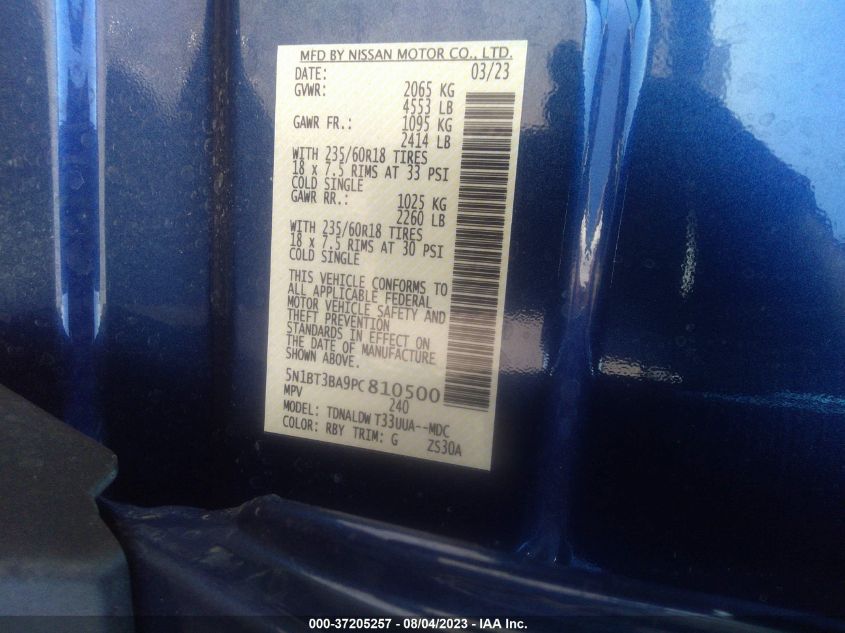 MFD BY NISSAN MOTOR CO., LTD.
DATE: 03/23
GVWR: 2065 KG
4553 LB
GAWR FR.: 1095 KG
2414 LB
WITH 235/60R18 TIRES
18 x 7.5 RIMS AT 33 PSI
COLD SINGLE
GAWR RR.: 1025 KG
2260 LB
WITH 235/60R18 TIRES
18 x 7.5 RIMS AT 30 PSI
COLD SINGLE
THIS VEHICLE CONFORMS TO
ALL APPLICABLE FEDERAL
MOTOR VEHICLE SAFETY AND
THEFT PREVENTION
STANDARDS IN EFFECT ON
THE DATE OF MANUFACTURE
SHOWN ABOVE.
5N1BT3BA9PC810500
MPV 240
MODEL: TDNALDW T33UUA--MDC
COLOR: RBY TRIM: G ZS30A
000-37205257 - 08/04/2023 - IAA Inc.